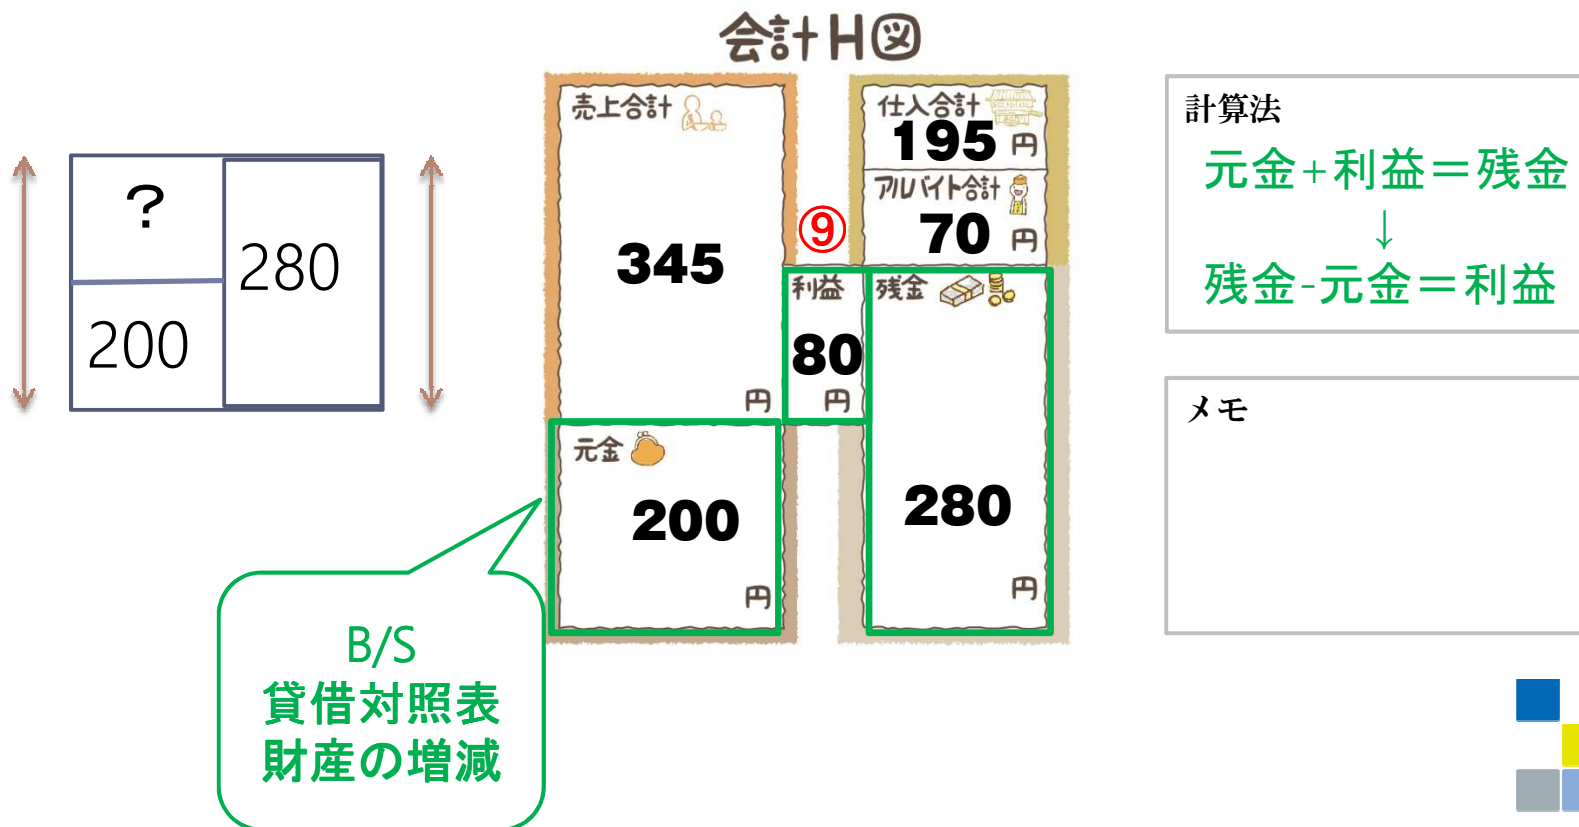 会計H図
?
280
200
売上合計
345
円
元金
200
円
⑨
利益
80
円
仕入合計
195 円
アルバイト合計
70 円
残金
280
円
B/S
貸借対照表
財産の増減
計算法
元金+利益=残金
↓
残金-元金=利益
メモ